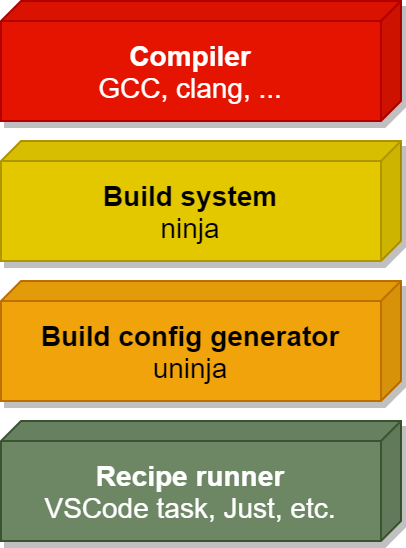 Compiler
GCC, clang, ...
Build system
ninja
Build config generator
uninja
Recipe runner
VSCode task, Just, etc.